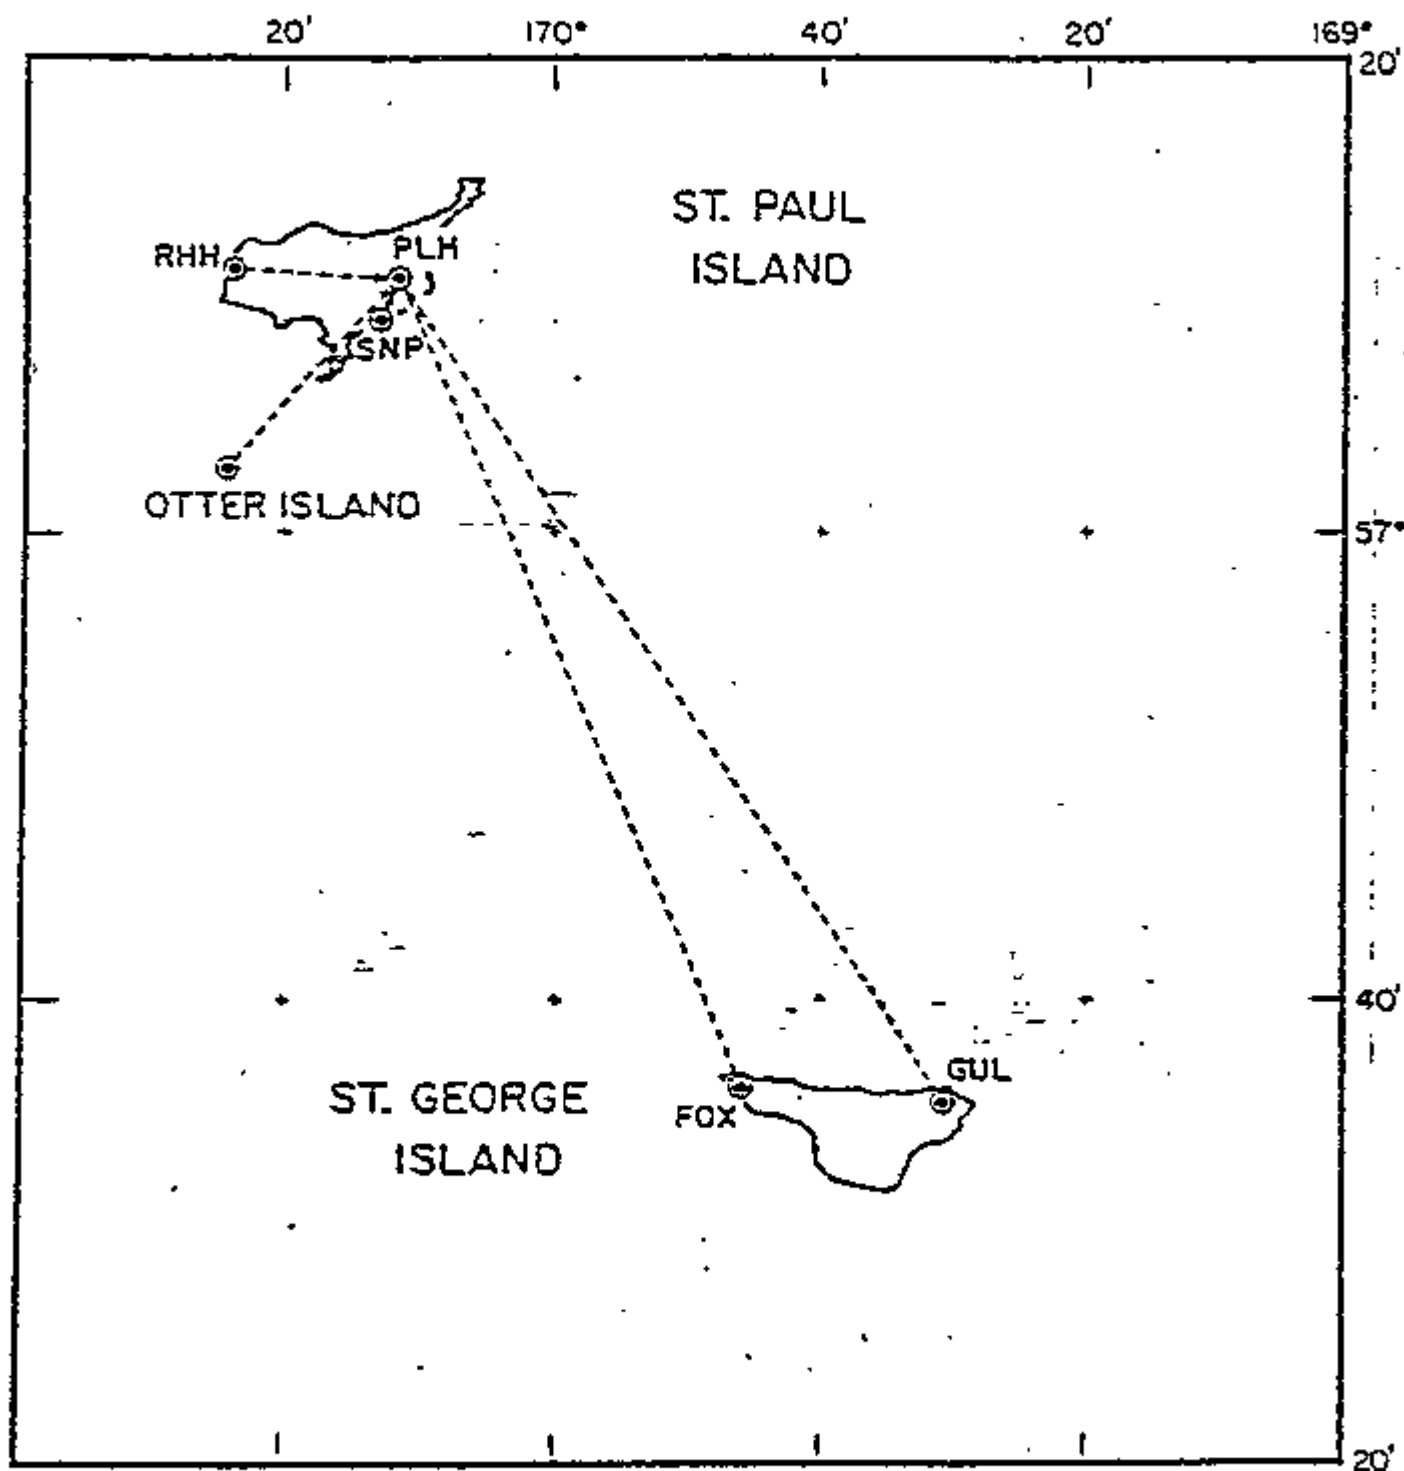 20' 170° 40' 20' 169°
20'
ST. PAUL
ISLAND
RHH
PLH
SNP
OTTER ISLAND
57°
40'
ST. GEORGE
ISLAND
FOX
GUL
20'